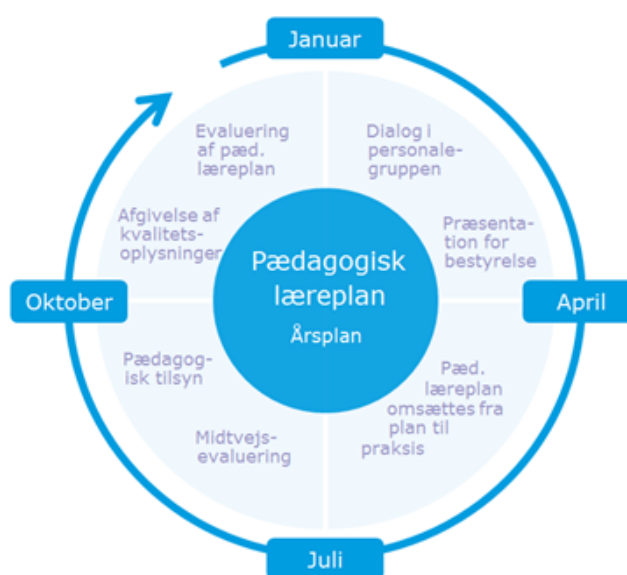 Januar
Evaluering
af pæd.
læreplan
Dialog i
personale-
gruppen
Afgivelse af
kvalitets-
oplysninger
Præsenta-
tion for
bestyrelse
Pædagogisk
læreplan
Årsplan
Oktober
April
Pædagog-
isk tilsyn
Pæd.
læreplan
omsættes fra
plan til
praksis
Midtvejs-
evaluering
Juli